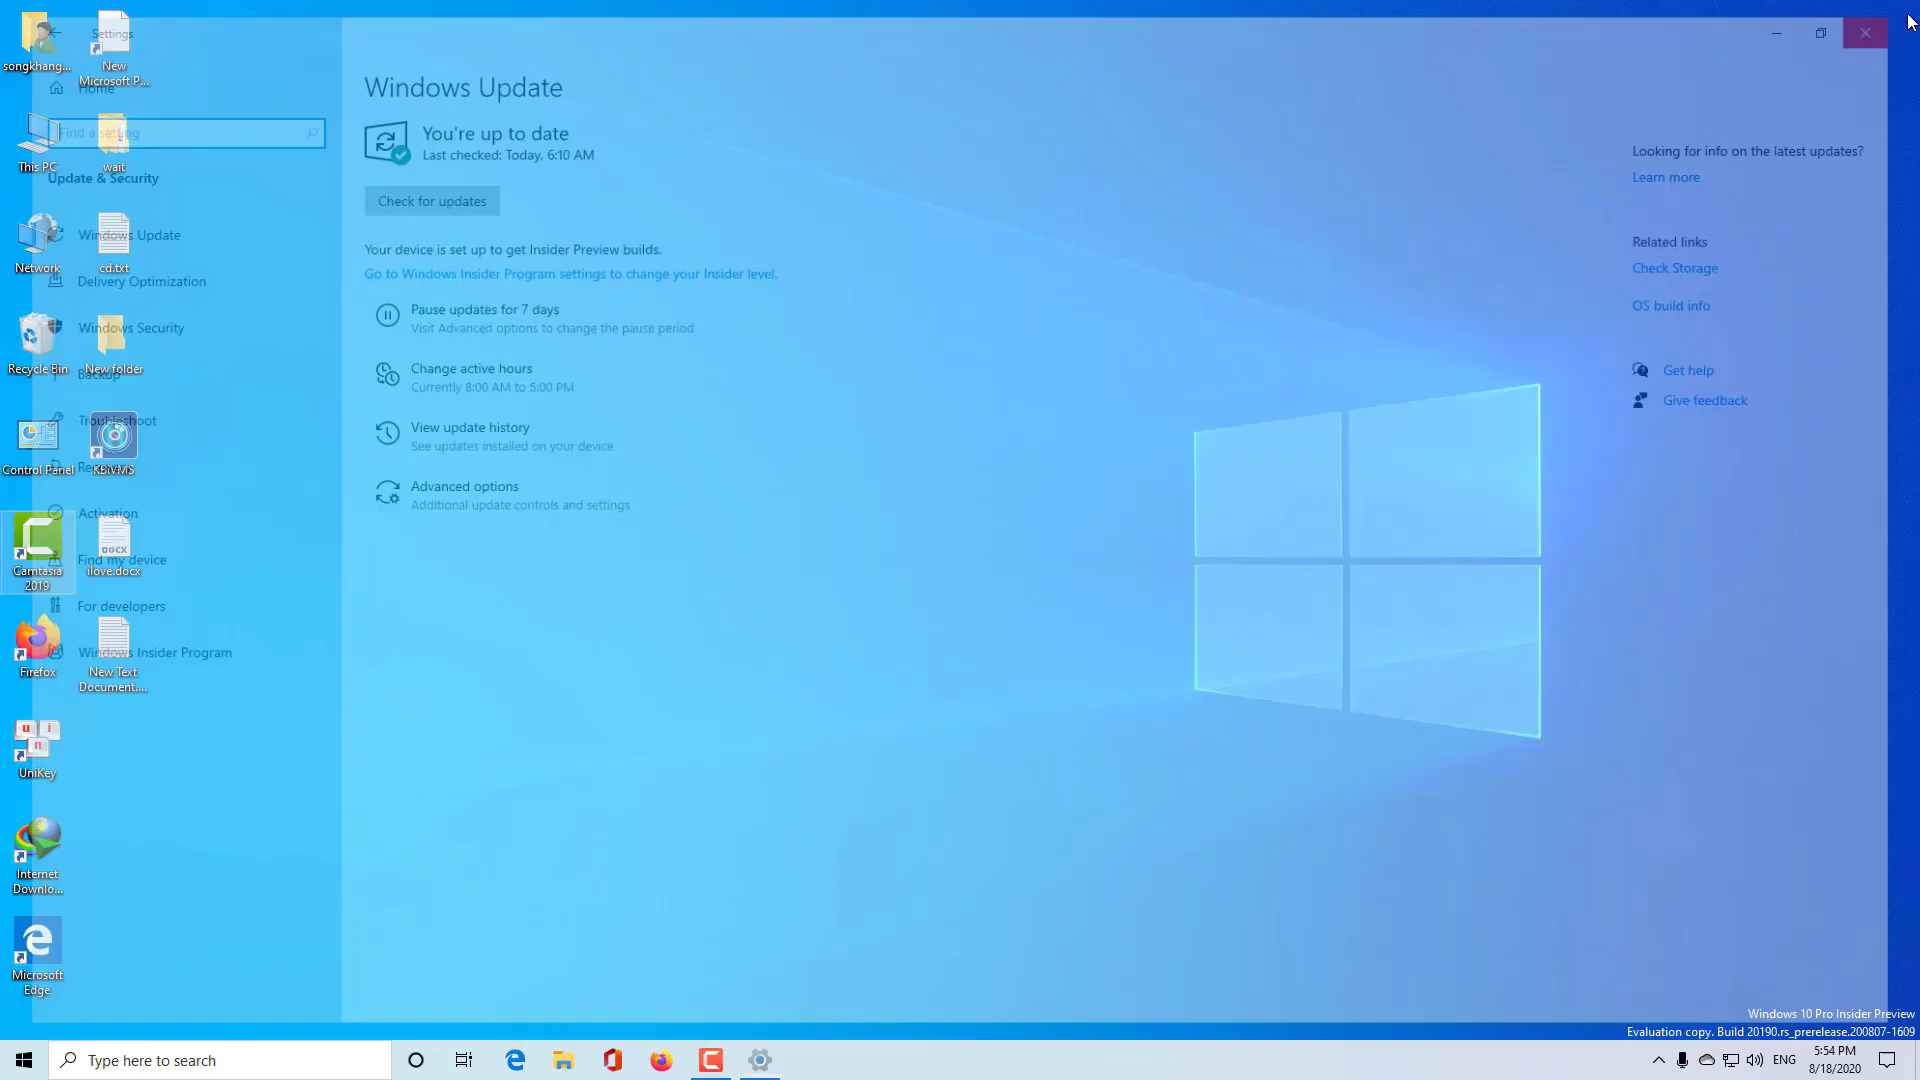 Settings
Home
Find a setting
Update & Security
Windows Update
Delivery Optimization
Windows Security
Backup
Troubleshoot
Activation
Find my device
For developers
Windows Insider Program
songkhang...
This PC
Network
Recycle Bin
Control Panel
Camtasia
2019
Firefox
u i
n
UniKey
Internet
Downlo...
Microsoft
Edge
New
Microsoft P...
wait
cd.txt
New folder
KBiVMS
DOCX
ilove.docx
New Text
Document....
Windows Update
You're up to date
Last checked: Today, 6:10 AM
Check for updates
Your device is set up to get Insider Preview builds.
Go to Windows Insider Program settings to change your Insider level.
Pause updates for 7 days
Visit Advanced options to change the pause period
Change active hours
Currently 8:00 AM to 5:00 PM
View update history
See updates installed on your device
Advanced options
Additional update controls and settings
Looking for info on the latest updates?
Learn more
Related links
Check Storage
OS build info
Get help
Give feedback
Windows 10 Pro Insider Preview
Evaluation copy. Build 20190.rs_prerelease.200807-1609
Type here to search
ENG
5:54 PM
8/18/2020